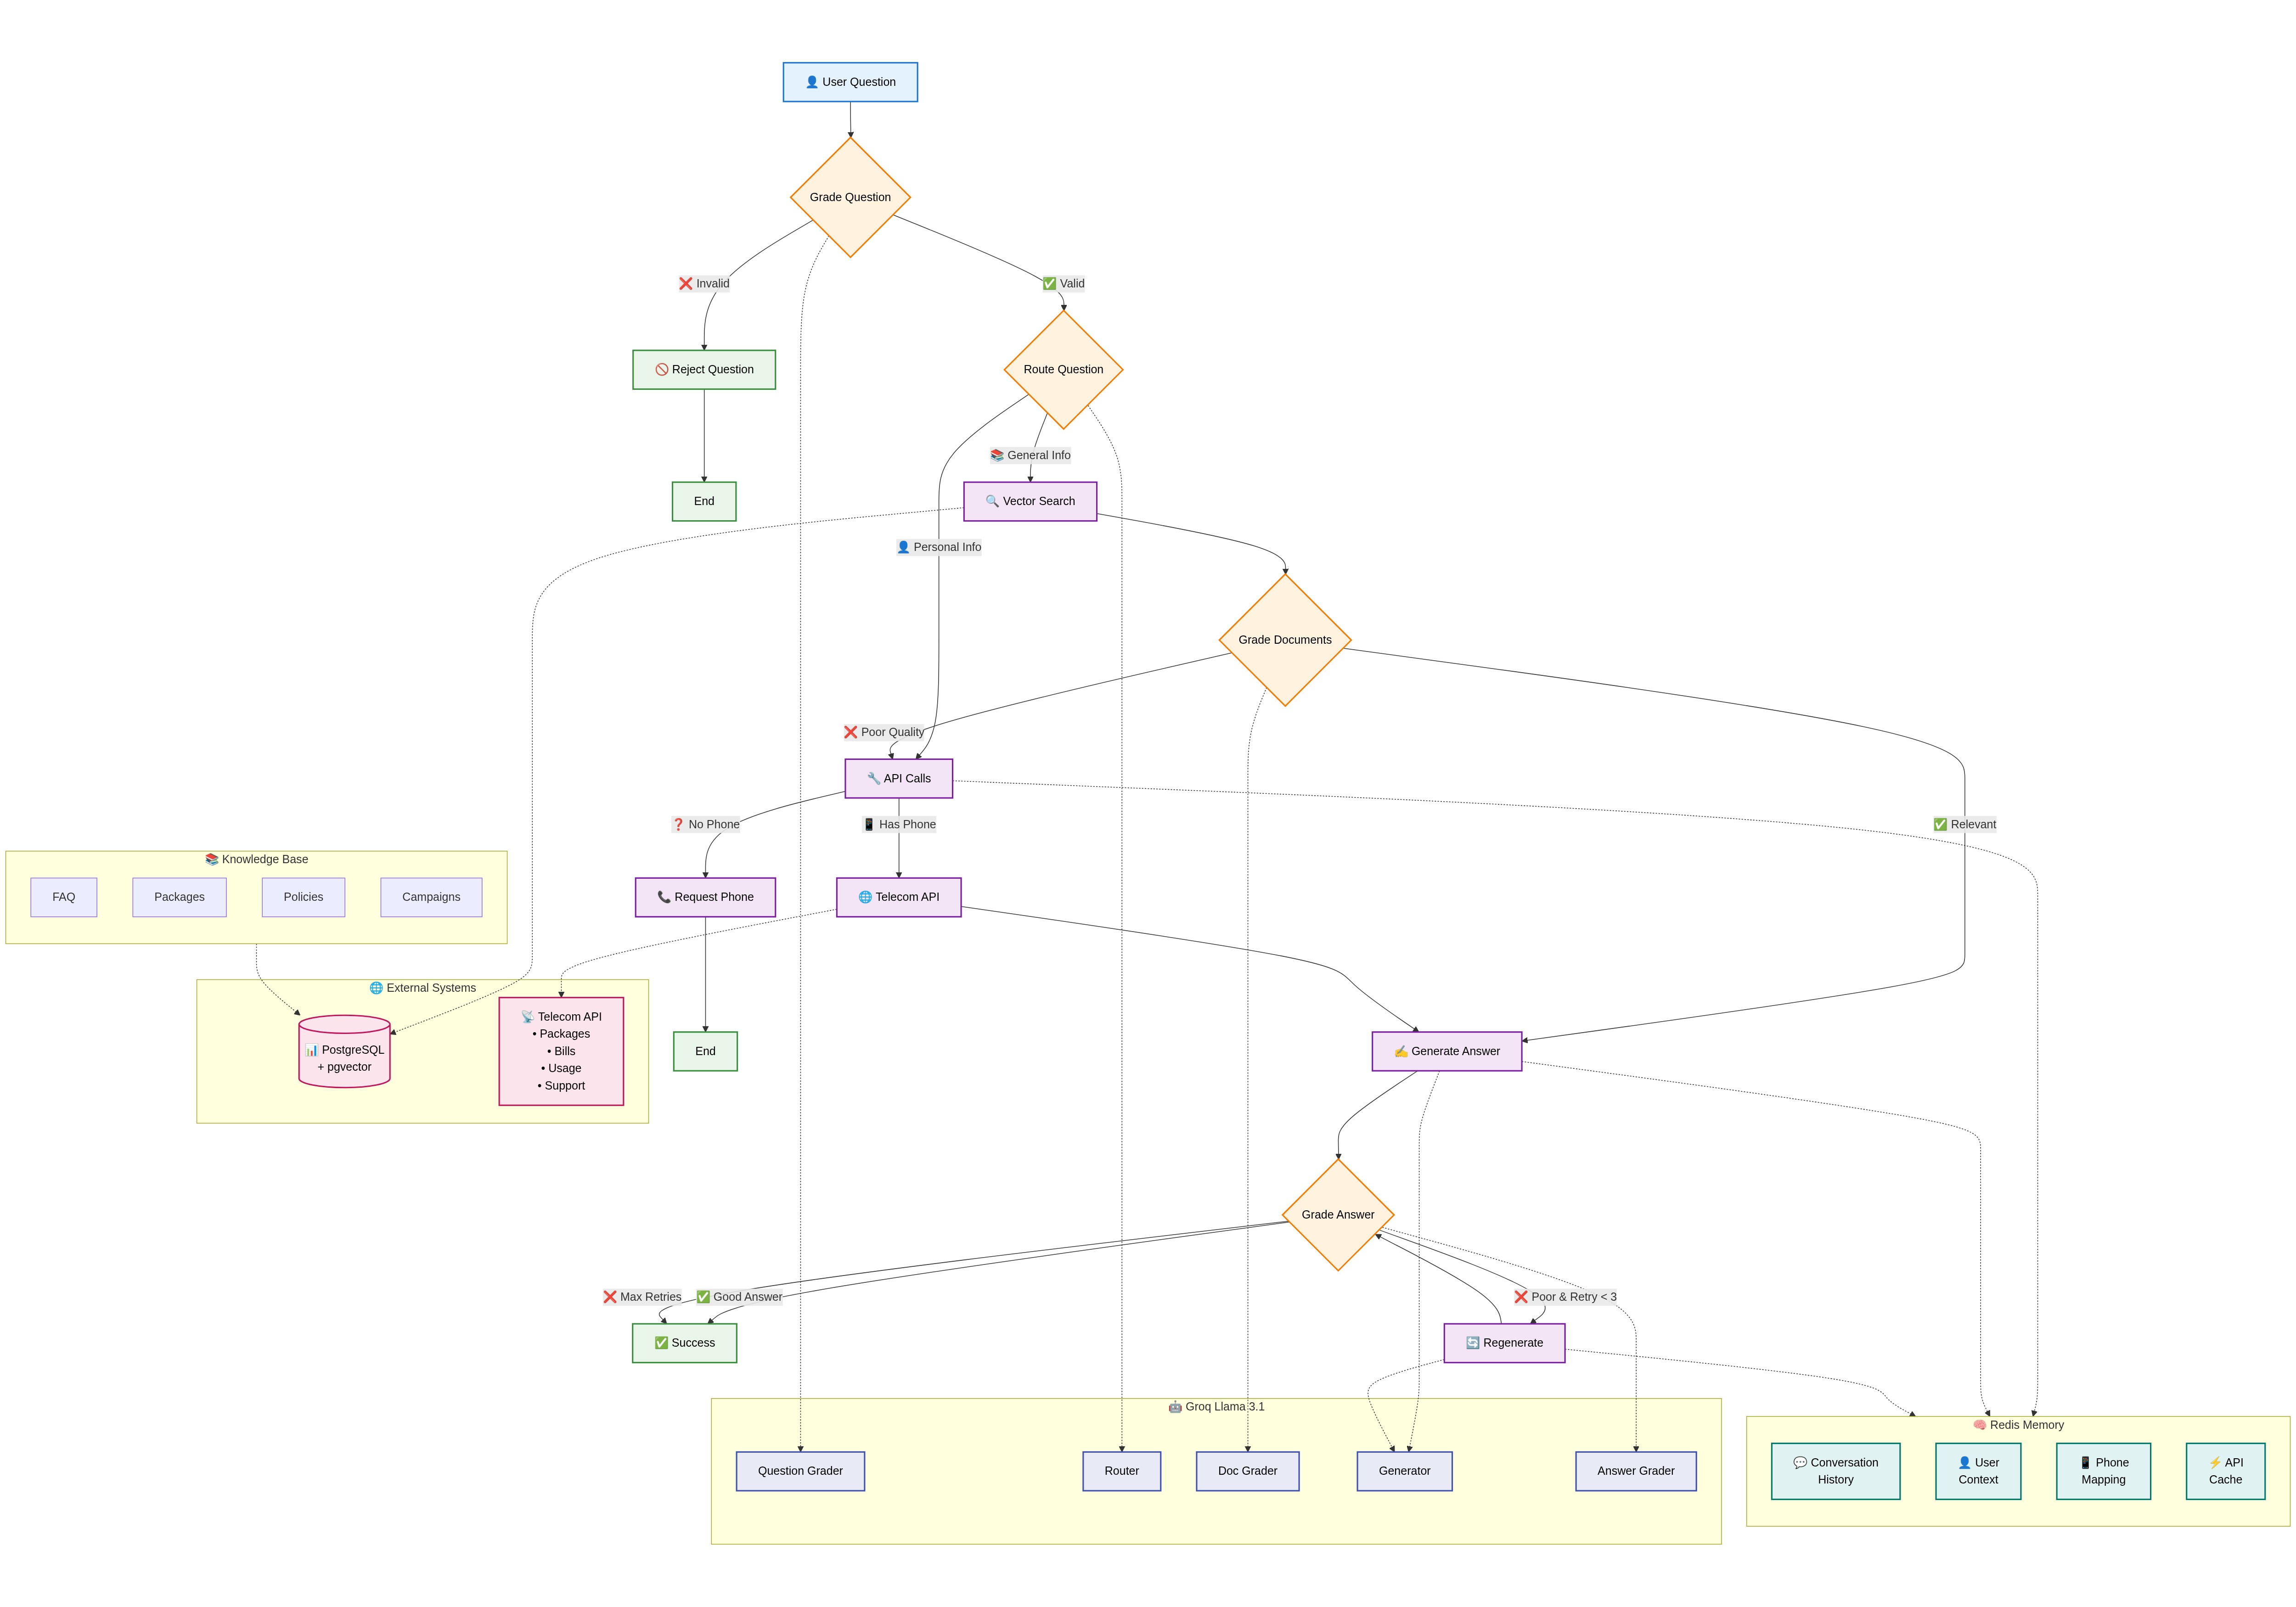 👤 User Question
Grade Question
❌ Invalid
✅ Valid
🚫 Reject Question
Route Question
📚 General Info
End
🔍 Vector Search
👤 Personal Info
Grade Documents
❌ Poor Quality
🔧 API Calls
❓ No Phone
📱 Has Phone
✅ Relevant
📚 Knowledge Base
FAQ
Packages
Policies
Campaigns
📞 Request Phone
🌐 Telecom API
🌐 External Systems
📊 PostgreSQL
+ pgvector
📡 Telecom API
• Packages
• Bills
• Usage
• Support
End
✍️ Generate Answer
Grade Answer
❌ Max Retries
✅ Good Answer
❌ Poor & Retry < 3
✅ Success
🔄 Regenerate
🤖 Groq Llama 3.1
Question Grader
Router
Doc Grader
Generator
Answer Grader
🧠 Redis Memory
💬 Conversation
History
👤 User
Context
📱 Phone
Mapping
⚡ API
Cache